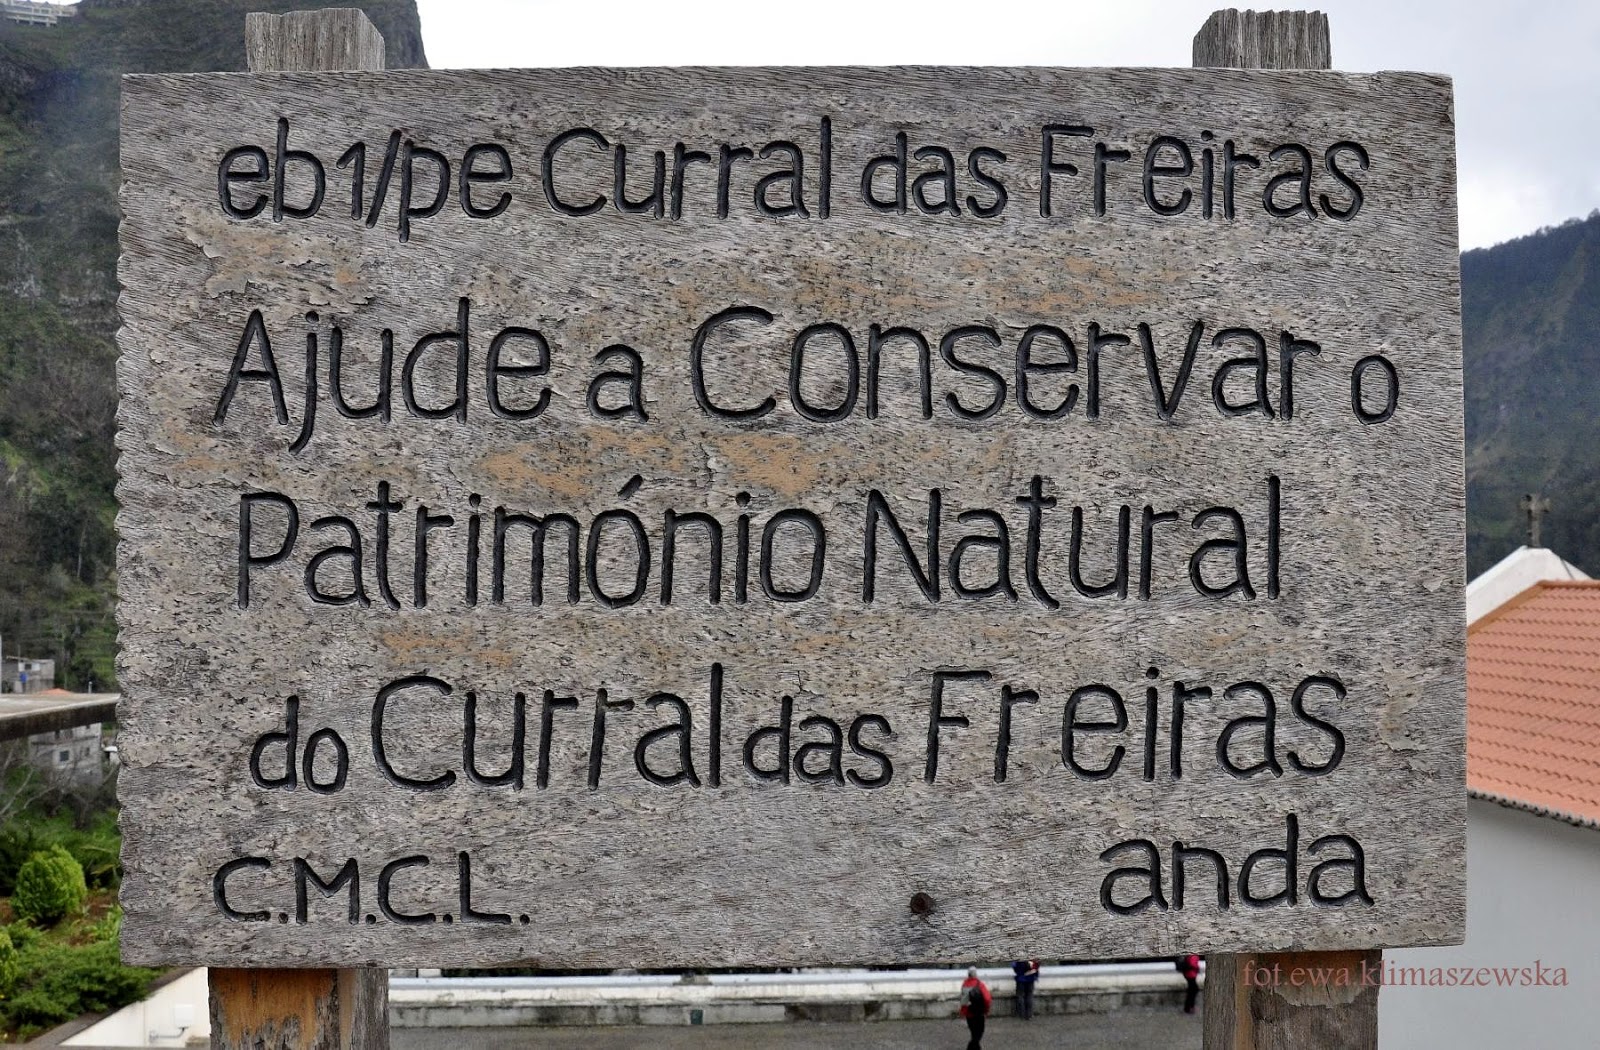 eb1/pe Curral das Freiras
Ajude a Conservar o
Património Natural
do Curral das Freiras
C.M.C.L. anda
fot.ewa.klimaszewska